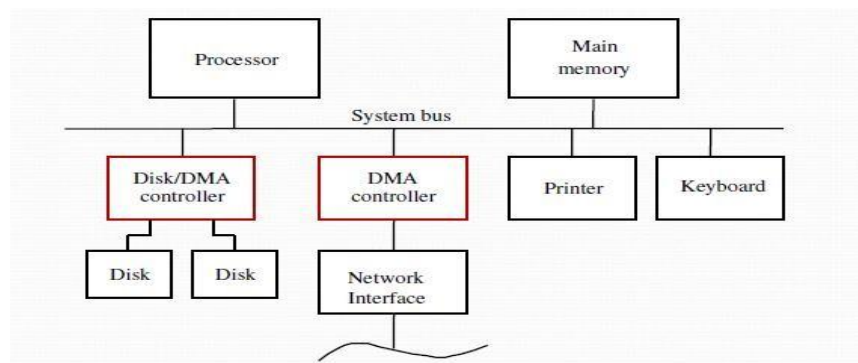 Processor
Main
memory
System bus
Disk/DMA
controller
DMA
controller
Printer
Keyboard
Disk
Disk
Network
Interface